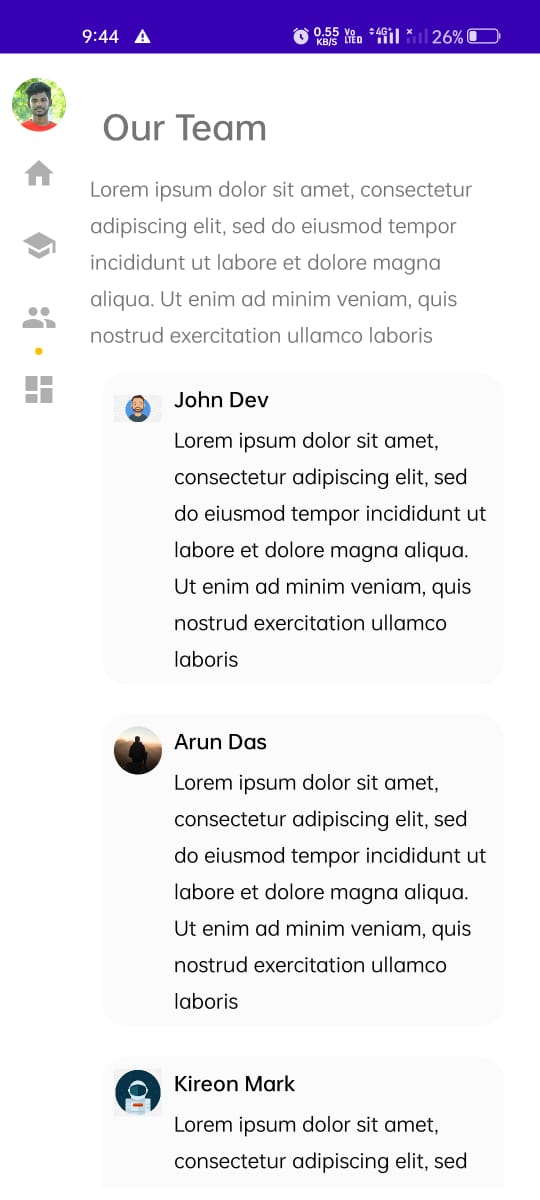 9:44
0.55 KB/S Vo LTED 4G+ 26%
Our Team
Lorem ipsum dolor sit amet, consectetur
adipiscing elit, sed do eiusmod tempor
incididunt ut labore et dolore magna
aliqua. Ut enim ad minim veniam, quis
nostrud exercitation ullamco laboris
John Dev
Lorem ipsum dolor sit amet,
consectetur adipiscing elit, sed
do eiusmod tempor incididunt ut
labore et dolore magna aliqua.
Ut enim ad minim veniam, quis
nostrud exercitation ullamco
laboris
Arun Das
Lorem ipsum dolor sit amet,
consectetur adipiscing elit, sed
do eiusmod tempor incididunt ut
labore et dolore magna aliqua.
Ut enim ad minim veniam, quis
nostrud exercitation ullamco
laboris
Kireon Mark
Lorem ipsum dolor sit amet,
consectetur adipiscing elit, sed